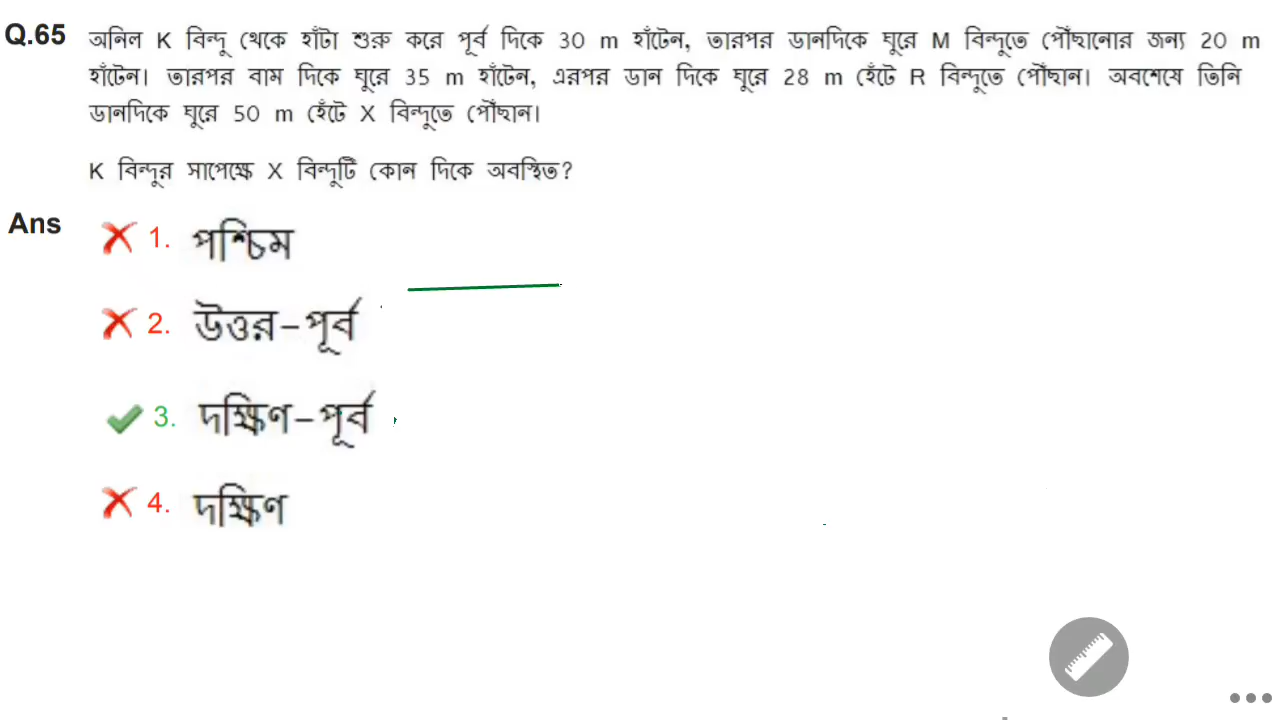 Q.65 অনিল K বিন্দু থেকে হাঁটা শুরু করে পূর্ব দিকে 30 m হাঁটেন, তারপর ডানদিকে ঘুরে M বিন্দুতে পৌঁছানোর জন্য 20 m
হাঁটেন। তারপর বাম দিকে ঘুরে 35 m হাঁটেন, এরপর ডান দিকে ঘুরে 28 m হেঁটে R বিন্দুতে পৌঁছান। অবশেষে তিনি
ডানদিকে ঘুরে 50 m হেঁটে X বিন্দুতে পৌঁছান।
K বিন্দুর সাপেক্ষে X বিন্দুটি কোন দিকে অবস্থিত?
Ans 1. পশ্চিম
2. উত্তর-পূর্ব
3. দক্ষিণ-পূর্ব
4. দক্ষিণ